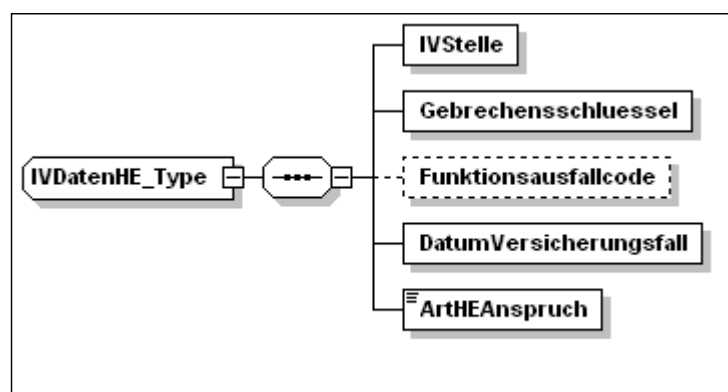 IVStelle
Gebrechensschluessel
IVDatenHE_Type
Funktionsausfallcode
DatumVersicherungsfall
ArtHEAnspruch